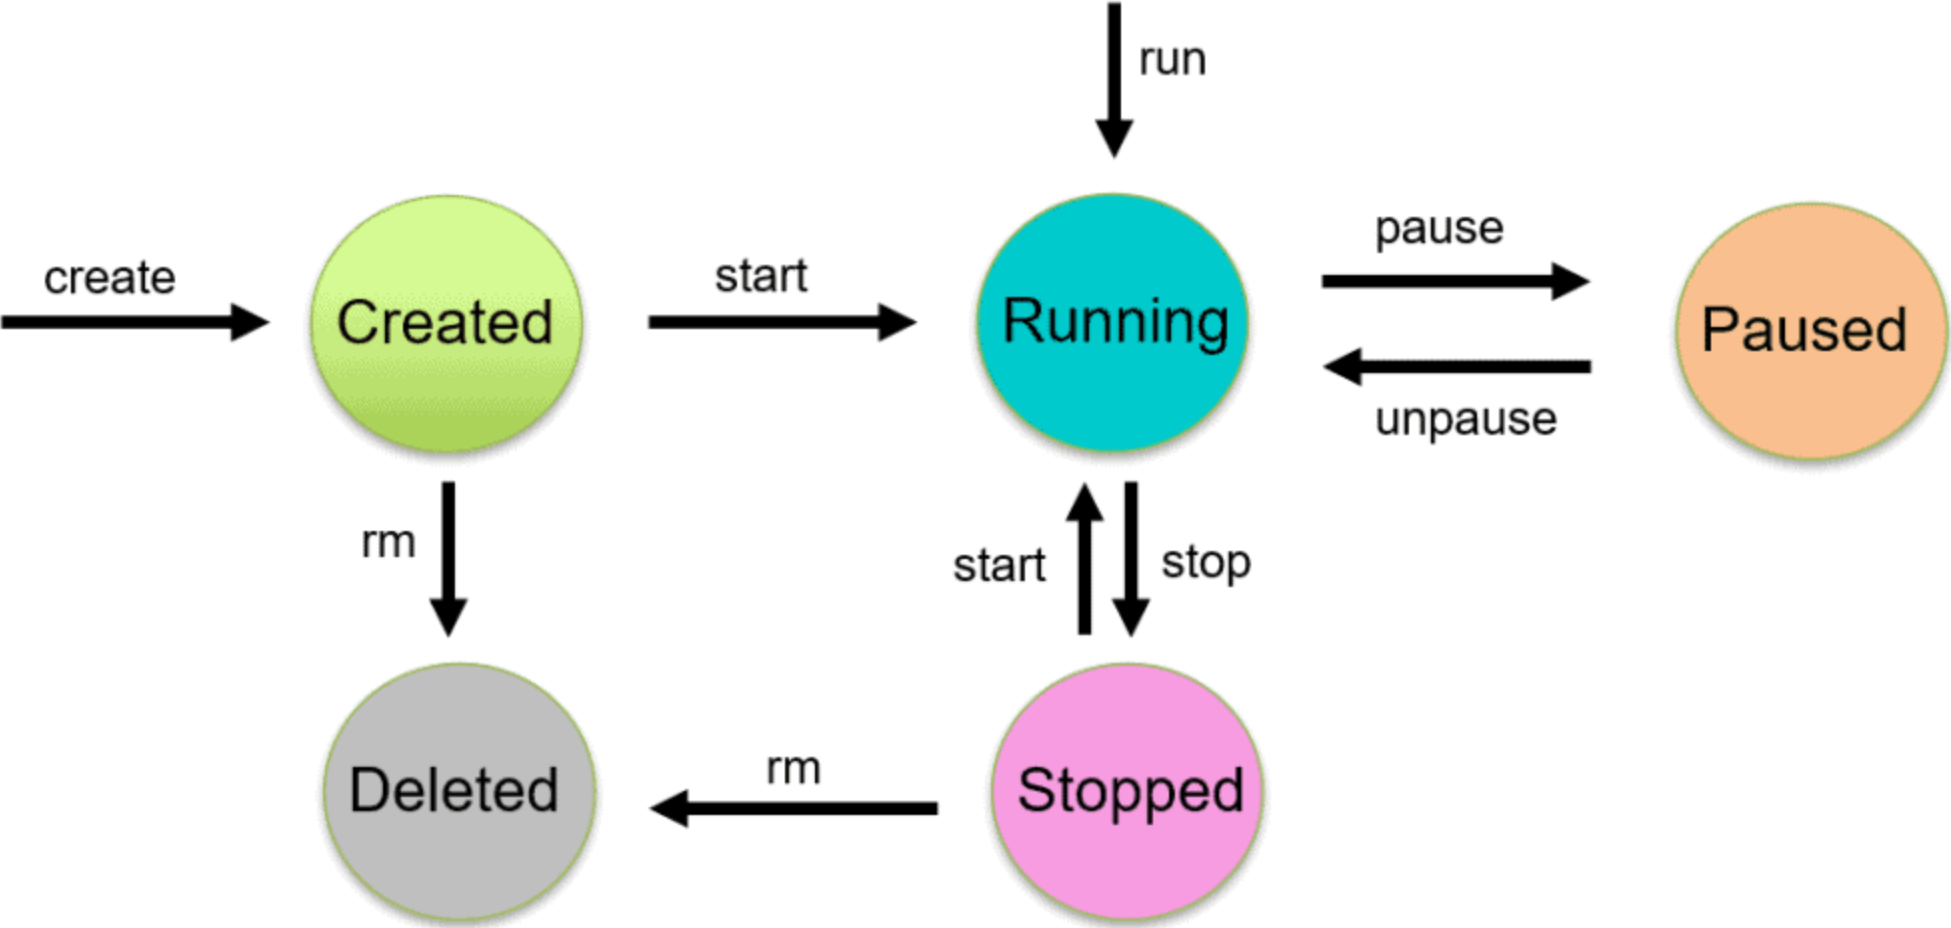 run
create
Created
start
Running
pause
unpause
Paused
rm
start
stop
Deleted
rm
Stopped